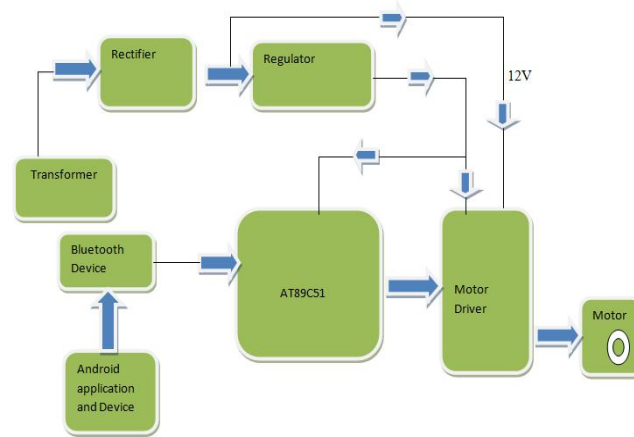 Rectifier
Regulator
12V
Transformer
Bluetooth
Device
AT89C51
Motor
Driver
Motor
Android
application
and Device